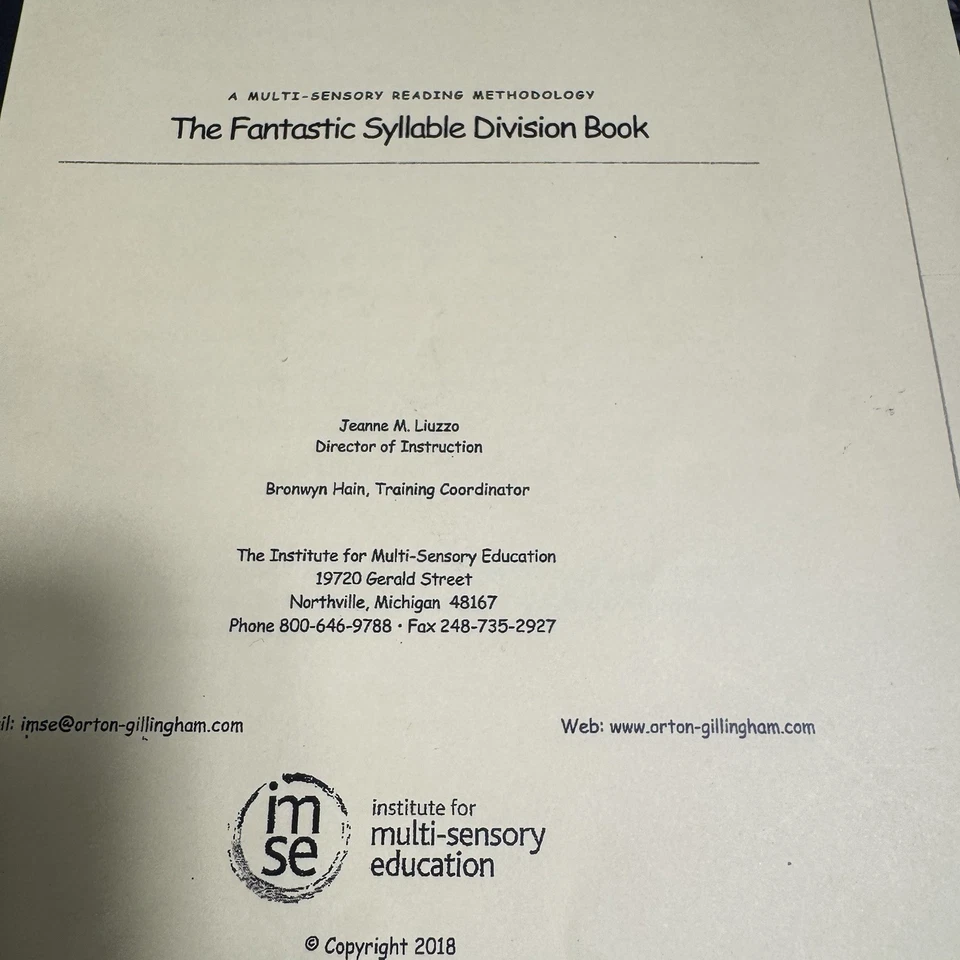 A MULTI-SENSORY READING METHODOLOGY
The Fantastic Syllable Division Book
Jeanne M. Liuzzo
Director of Instruction
Bronwyn Hain, Training Coordinator
The Institute for Multi-Sensory Education
19720 Gerald Street
Northville, Michigan 48167
Phone 800-646-9788 · Fax 248-735-2927
il: imse@orton-gillingham.com Web: www.orton-gillingham.com
im
se
institute for
multi-sensory
education
© Copyright 2018